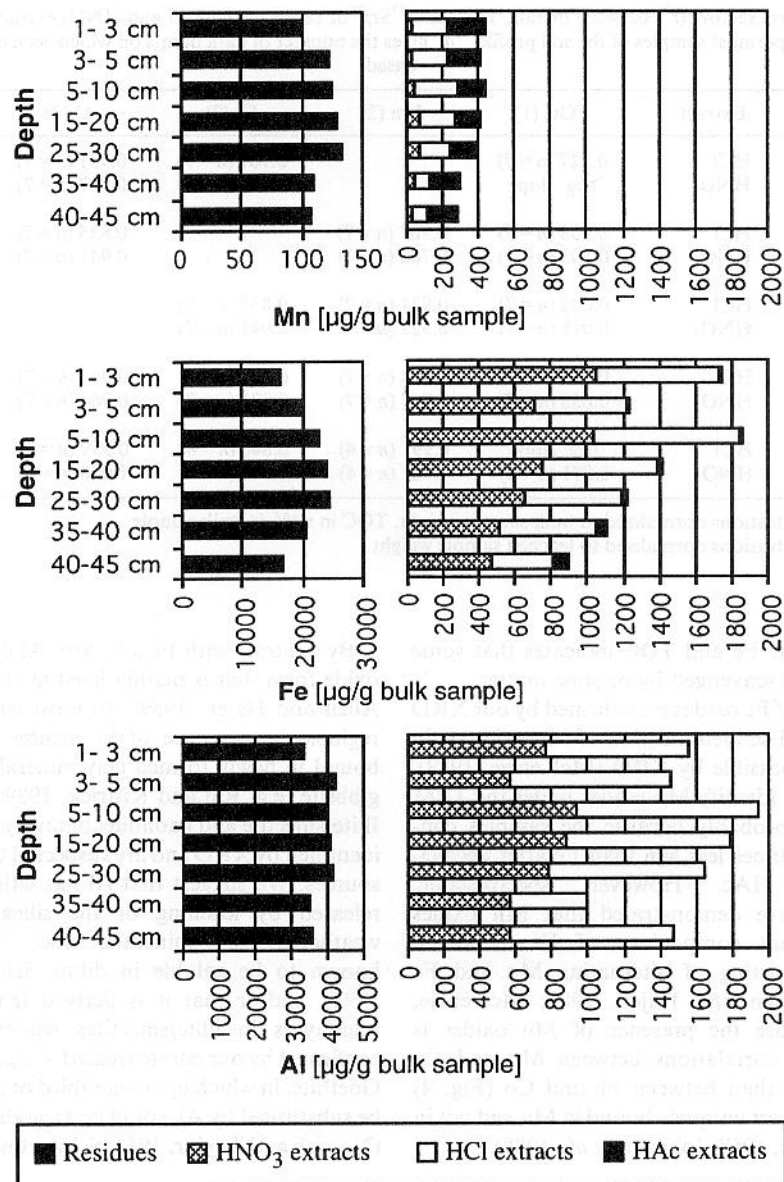 Depth
1- 3 cm
3- 5 cm
5-10 cm
15-20 cm
25-30 cm
35-40 cm
40-45 cm
0 50 100 150
0 200 400 600 800 1000 1200 1400 1600 1800 2000
Mn [µg/g bulk sample]
Depth
1- 3 cm
3- 5 cm
5-10 cm
15-20 cm
25-30 cm
35-40 cm
40-45 cm
0 10000 20000 30000
0 200 400 600 800 1000 1200 1400 1600 1800 2000
Fe [µg/g bulk sample]
Depth
1- 3 cm
3- 5 cm
5-10 cm
15-20 cm
25-30 cm
35-40 cm
40-45 cm
0 10000 20000 30000 40000 50000
0 200 400 600 800 1000 1200 1400 1600 1800 2000
Al [µg/g bulk sample]
Residues HNO3 extracts HCl extracts HAc extracts